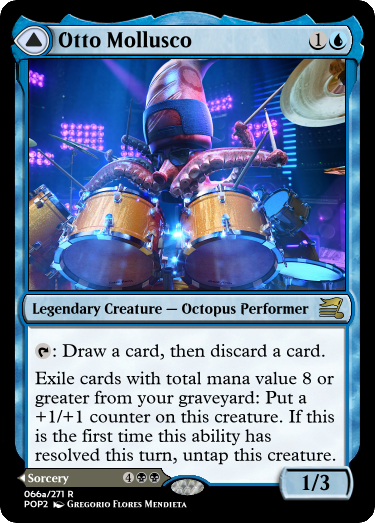 Otto Mollusco 1
Legendary Creature — Octopus Performer
: Draw a card, then discard a card.
Exile cards with total mana value 8 or
greater from your graveyard: Put a
+1/+1 counter on this creature. If this
is the first time this ability has
resolved this turn, untap this creature.
Sorcery 4
1/3
066a/271 R
POP2 Gregorio Flores Mendieta